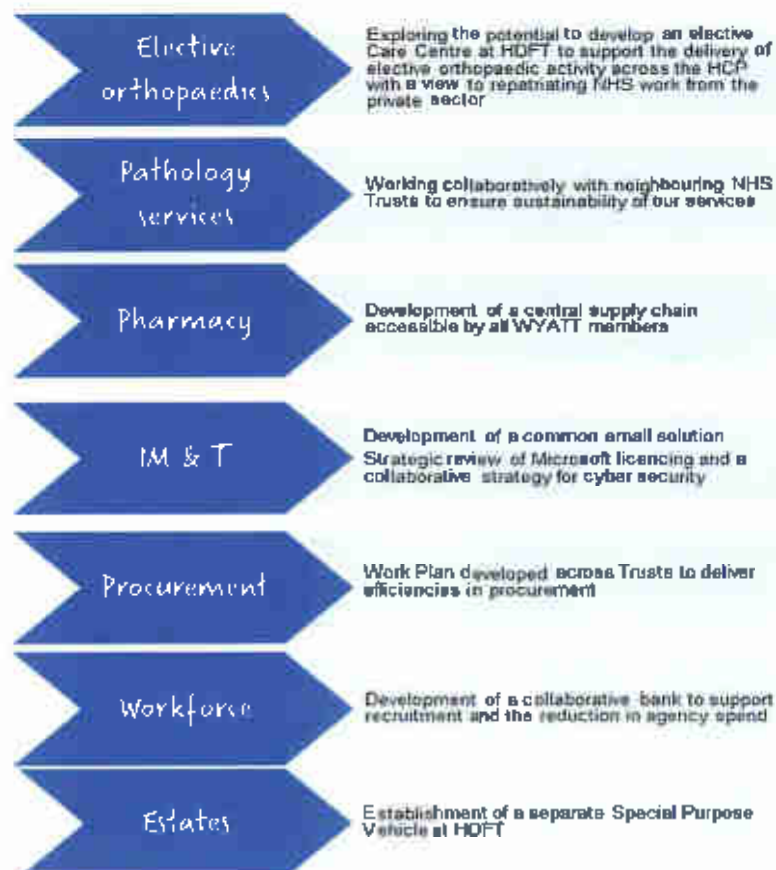 Elective
orthopaedics
Exploring the potential to develop an elective
Care Centre at HDFT to support the delivery of
elective orthopaedic activity across the HCP
with a view to repatriating NHS work from the
private sector
Pathology
services
Working collaboratively with neighbouring NHS
Trusts to ensure sustainability of our services
Pharmacy
Development of a central supply chain
accessible by all WYATT members
IM & T
Development of a common email solution
Strategic review of Microsoft licencing and a
collaborative strategy for cyber security
Procurement
Work Plan developed across Trusts to deliver
efficiencies in procurement
Workforce
Development of a collaborative bank to support
recruitment and the reduction in agency spend
Estates
Establishment of a separate Special Purpose
Vehicle at HDFT